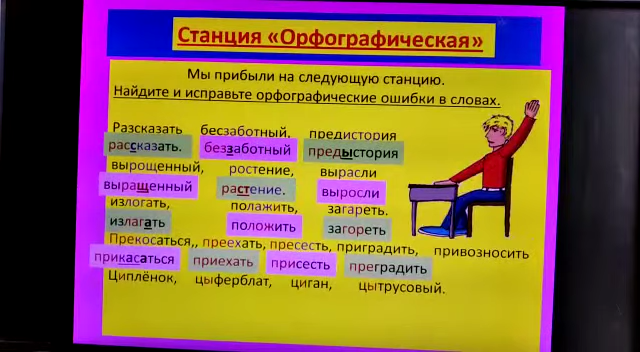 Станция «Орфографическая»
Мы прибыли на следующую станцию.
Найдите и исправьте орфографические ошибки в словах.
Разсказать бесзаботный, предистория
рассказать. беззаботный предыстория
вырощенный, ростение, вырасли
выращенный растение. выросли
излогать, полажить, загареть.
излагать положить загореть
Прекосаться,, преехать, пресесть, приградить, привозносить
прикасаться приехать присесть преградить
Циплёнок, цыферблат, циган, цытрусовый.